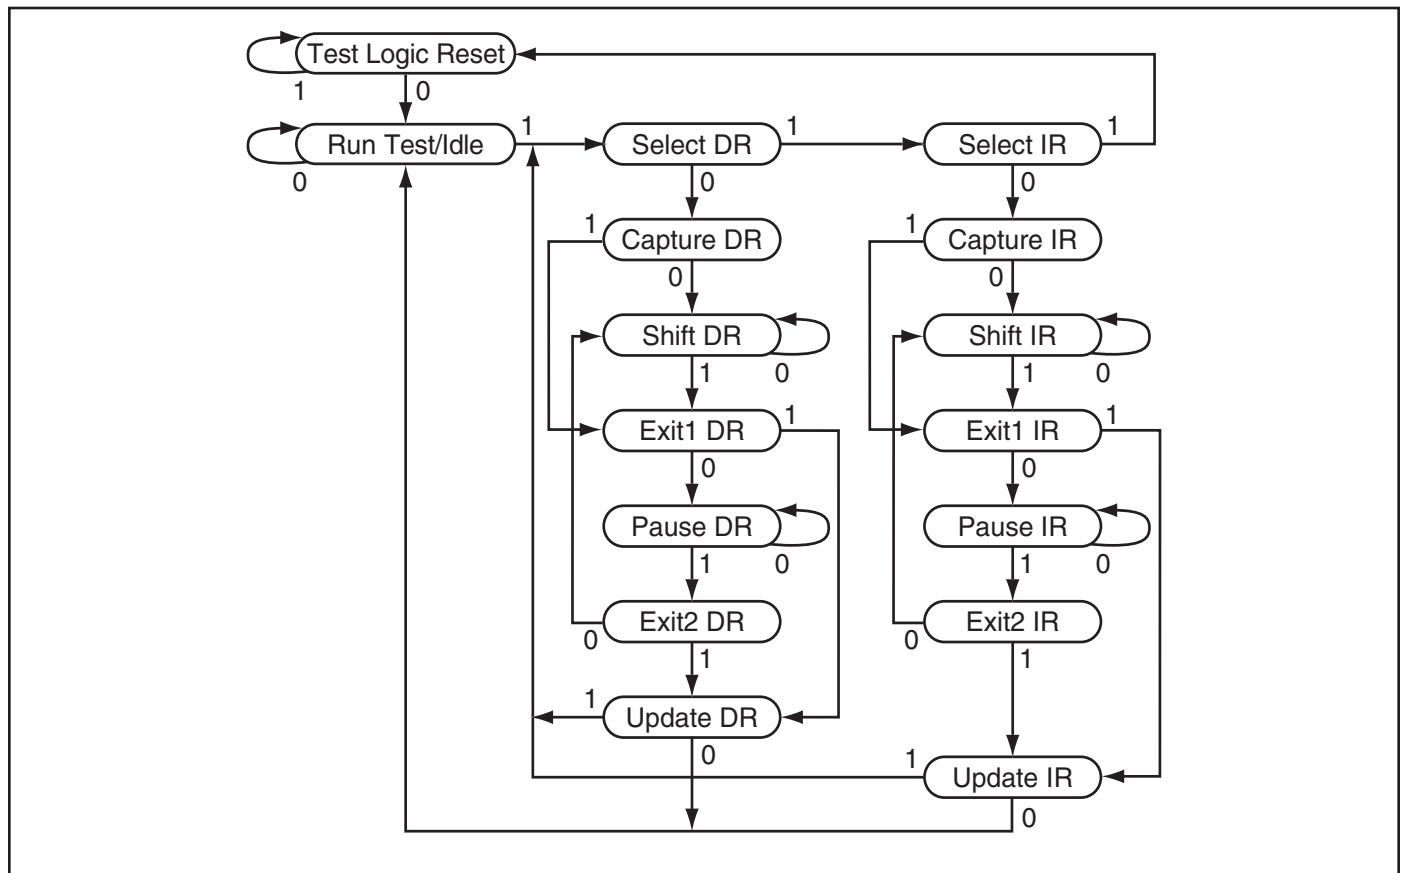 Test Logic Reset
1 0
Run Test/Idle 1 Select DR 1 Select IR 1
0 0 0
1 Capture DR 1 Capture IR
0 0
Shift DR Shift IR
1 0 1 0
Exit1 DR 1 Exit1 IR 1
0 0
Pause DR Pause IR
1 0 1 0
Exit2 DR Exit2 IR
0 1 0 1
1 Update DR
0 1 Update IR
0